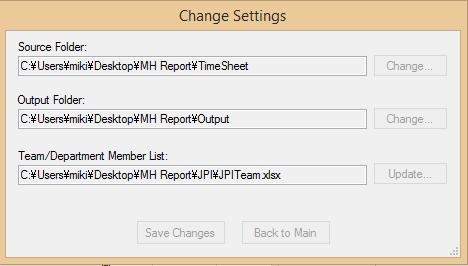 Change Settings
Source Folder:
C:¥Users¥miki¥Desktop¥MH Report¥TimeSheet
Change...
Output Folder:
C:¥Users¥miki¥Desktop¥MH Report¥Output
Change...
Team/Department Member List:
C:¥Users¥miki¥Desktop¥MH Report¥JPI¥JPITeam.xlsx
Update...
Save Changes
Back to Main